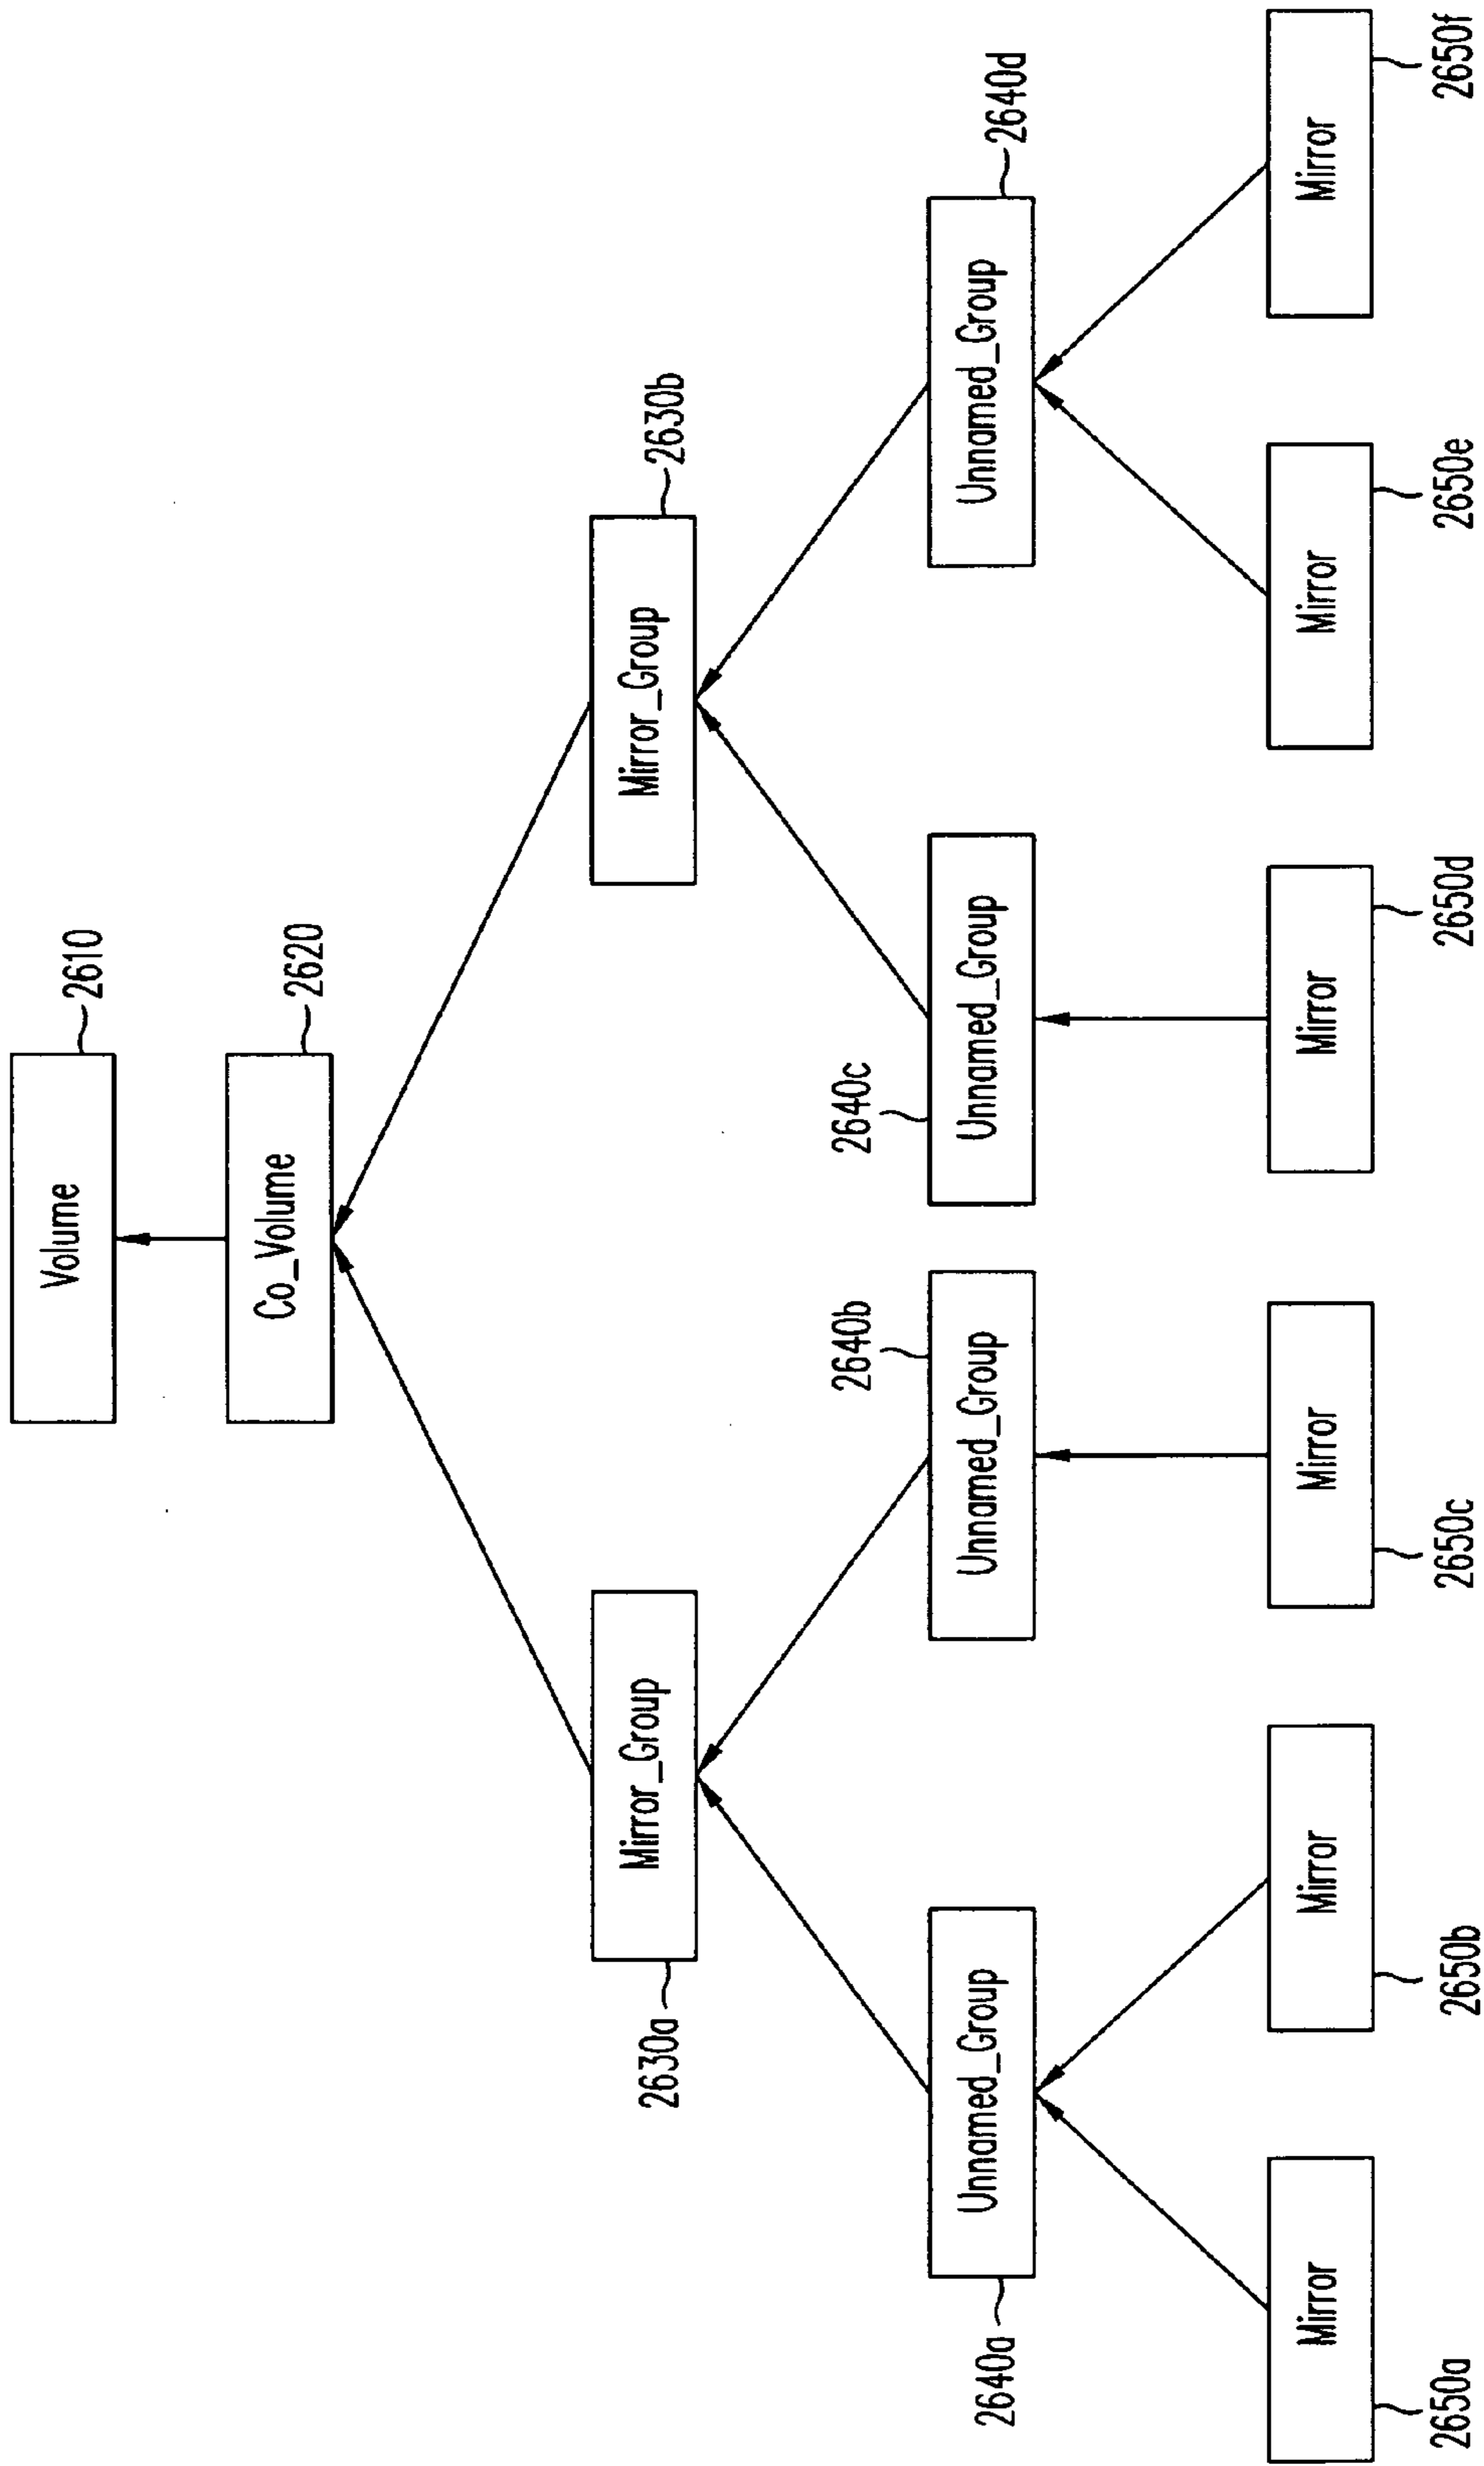 Volume
2610
Co_Volume
2620
2630a
Mirror_Group
Mirror_Group
2630b
2640a
Unnamed_Group
Unnamed_Group
2640b
2640c
Unnamed_Group
Unnamed_Group
2640d
Mirror
Mirror
Mirror
Mirror
Mirror
Mirror
2650a
2650b
2650c
2650d
2650e
2650f